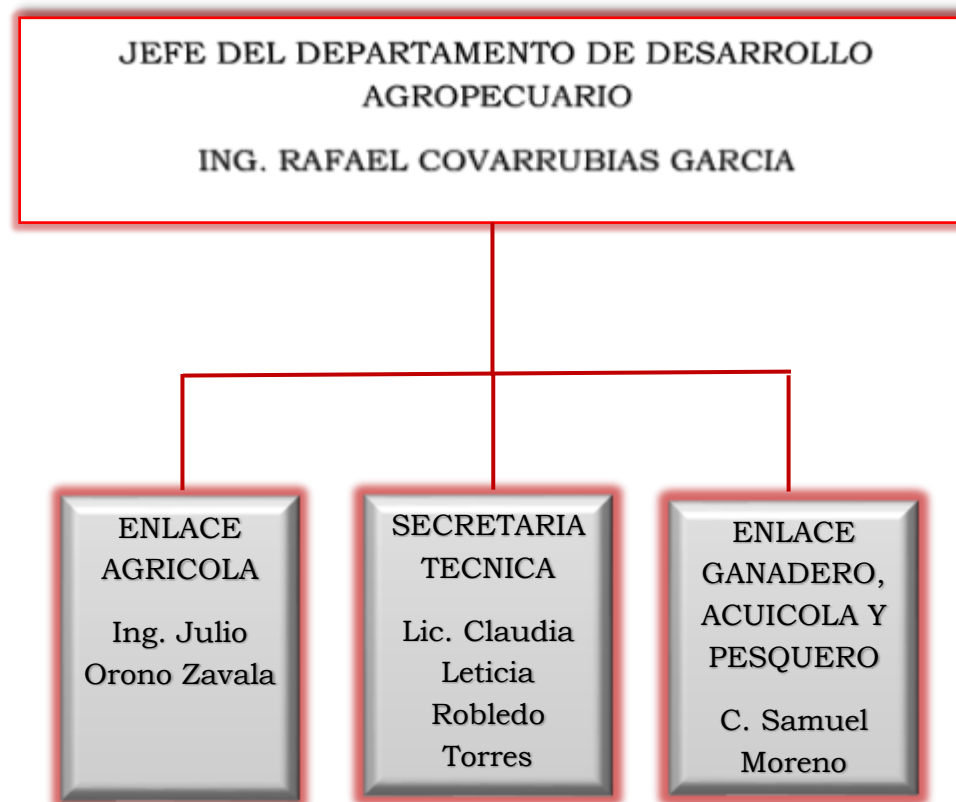 JEFE DEL DEPARTAMENTO DE DESARROLLO
AGROPECUARIO
ING. RAFAEL COVARRUBIAS GARCIA
ENLACE
AGRICOLA
Ing. Julio
Orono Zavala
SECRETARIA
TECNICA
Lic. Claudia
Leticia
Robledo
Torres
ENLACE
GANADERO,
ACUICOLA Y
PESQUERO
C. Samuel
Moreno